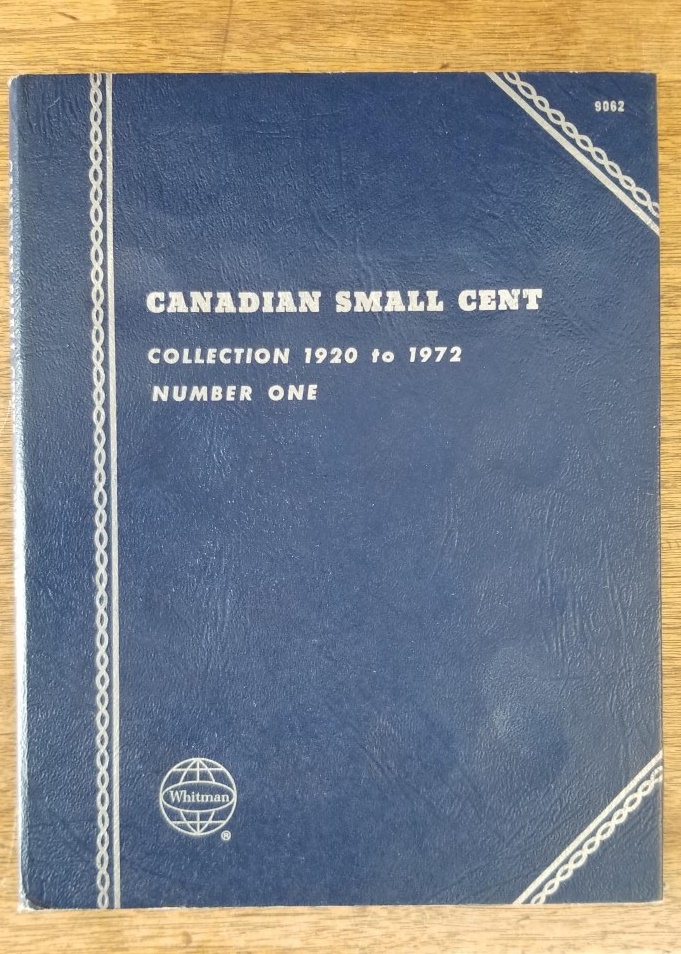 9062
CANADIAN SMALL CENT
COLLECTION 1920 to 1972
NUMBER ONE
Whitman
®